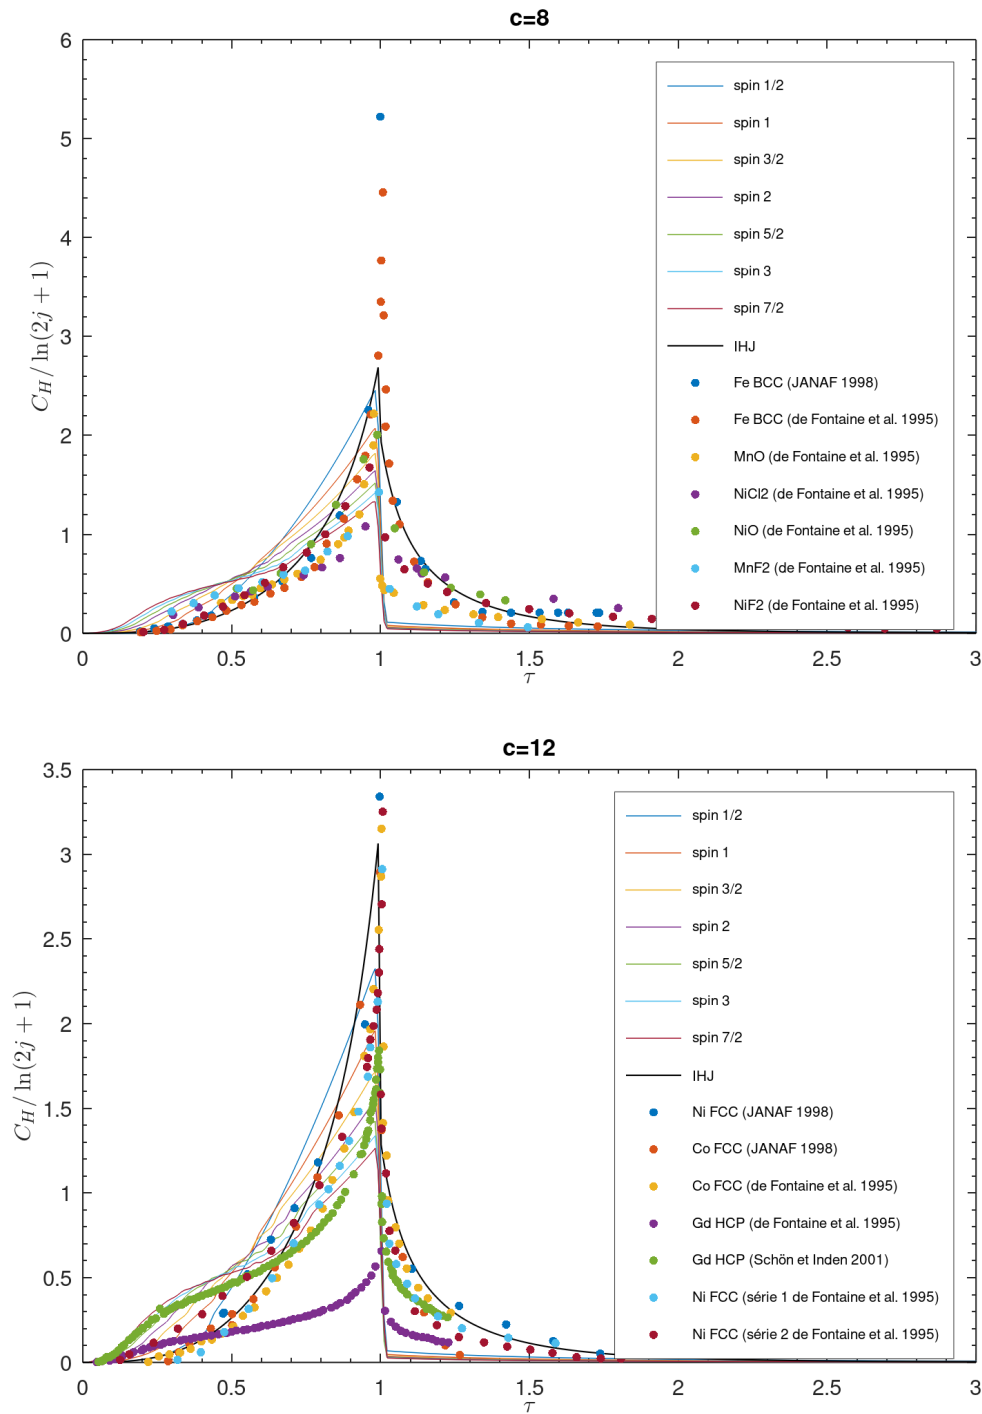 c=8
6
5
4
3
2
1
0
C_H / ln(2j + 1)
0 0.5 1 1.5 2 2.5 3
τ
spin 1/2
spin 1
spin 3/2
spin 2
spin 5/2
spin 3
spin 7/2
IHJ
Fe BCC (JANAF 1998)
Fe BCC (de Fontaine et al. 1995)
MnO (de Fontaine et al. 1995)
NiCl2 (de Fontaine et al. 1995)
NiO (de Fontaine et al. 1995)
MnF2 (de Fontaine et al. 1995)
NiF2 (de Fontaine et al. 1995)
c=12
3.5
3
2.5
2
1.5
1
0.5
0
C_H / ln(2j + 1)
0 0.5 1 1.5 2 2.5 3
τ
spin 1/2
spin 1
spin 3/2
spin 2
spin 5/2
spin 3
spin 7/2
IHJ
Ni FCC (JANAF 1998)
Co FCC (JANAF 1998)
Co FCC (de Fontaine et al. 1995)
Gd HCP (de Fontaine et al. 1995)
Gd HCP (Schön et Inden 2001)
Ni FCC (série 1 de Fontaine et al. 1995)
Ni FCC (série 2 de Fontaine et al. 1995)